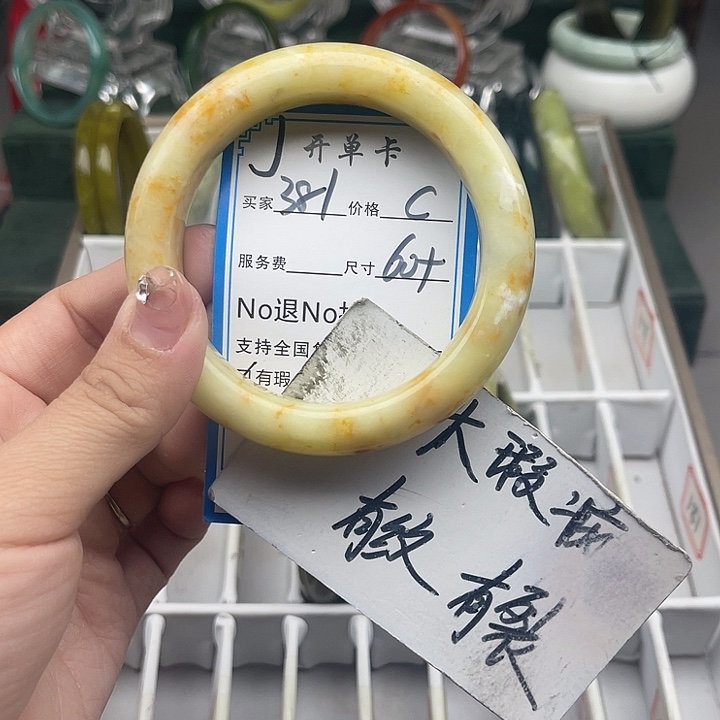 J 开单卡
买家 381 价格 C
服务费 尺寸 60+
No退No
支持全国
有瑕
大瑕疵
有纹
有裂